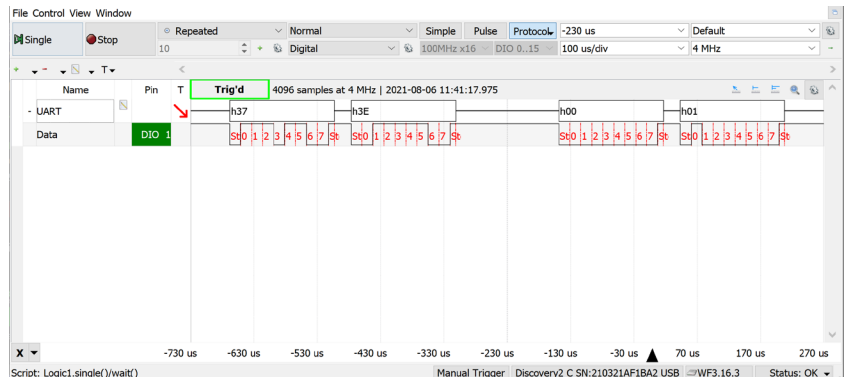 File Control View Window
Single Stop Repeated Normal Simple Pulse Protocol -230 us Default
10 Digital 100MHz x16 DIO 0..15 100 us/div 4 MHz
T
Name Pin T Trig'd 4096 samples at 4 MHz | 2021-08-06 11:41:17.975
UART h37 h3E h00 h01
Data DIO 1 St 0 1 2 3 4 5 6 7 St St 0 1 2 3 4 5 6 7 St St 0 1 2 3 4 5 6 7 St St 0 1 2 3 4 5 6 7 St
X -730 us -630 us -530 us -430 us -330 us -230 us -130 us -30 us 70 us 170 us 270 us
Script: Logic1.single()/wait() Manual Trigger Discovery2 C SN:210321AF1BA2 USB WF3.16.3 Status: OK